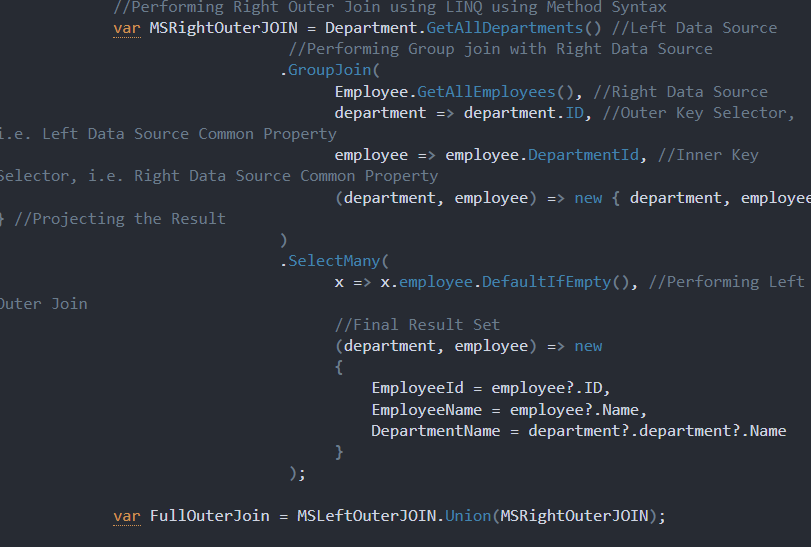 //Performing Right Outer Join using LINQ using Method Syntax
var MSRightOuterJOIN = Department.GetAllDepartments() //Left Data Source
//Performing Group join with Right Data Source
.GroupJoin(
Employee.GetAllEmployees(), //Right Data Source
department => department.ID, //Outer Key Selector,
i.e. Left Data Source Common Property
employee => employee.DepartmentId, //Inner Key
Selector, i.e. Right Data Source Common Property
(department, employee) => new { department, employee
} //Projecting the Result
)
.SelectMany(
x => x.employee.DefaultIfEmpty(), //Performing Left
Outer Join
//Final Result Set
(department, employee) => new
{
EmployeeId = employee?.ID,
EmployeeName = employee?.Name,
DepartmentName = department?.department?.Name
}
);
var FullOuterJoin = MSLeftOuterJOIN.Union(MSRightOuterJOIN);